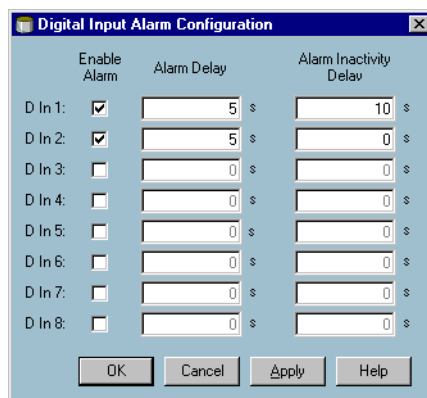 Digital Input Alarm Configuration
Enable Alarm Alarm Delay Alarm Inactivity Delay
D In 1: 5 s 10 s
D In 2: 5 s 0 s
D In 3: 0 s 0 s
D In 4: 0 s 0 s
D In 5: 0 s 0 s
D In 6: 0 s 0 s
D In 7: 0 s 0 s
D In 8: 0 s 0 s
OK Cancel Apply Help